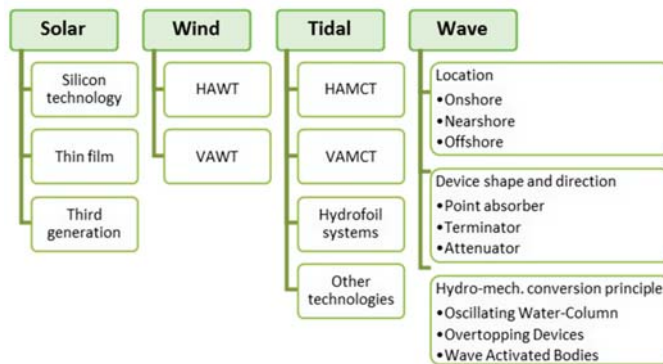 Solar
Silicon
technology
Thin film
Third
generation
Wind
HAWT
VAWT
Tidal
HAMCT
VAMCT
Hydrofoil
systems
Other
technologies
Wave
Location
•Onshore
•Nearshore
•Offshore
Device shape and direction
•Point absorber
•Terminator
•Attenuator
Hydro-mech. conversion principle
•Oscillating Water-Column
•Overtopping Devices
•Wave Activated Bodies